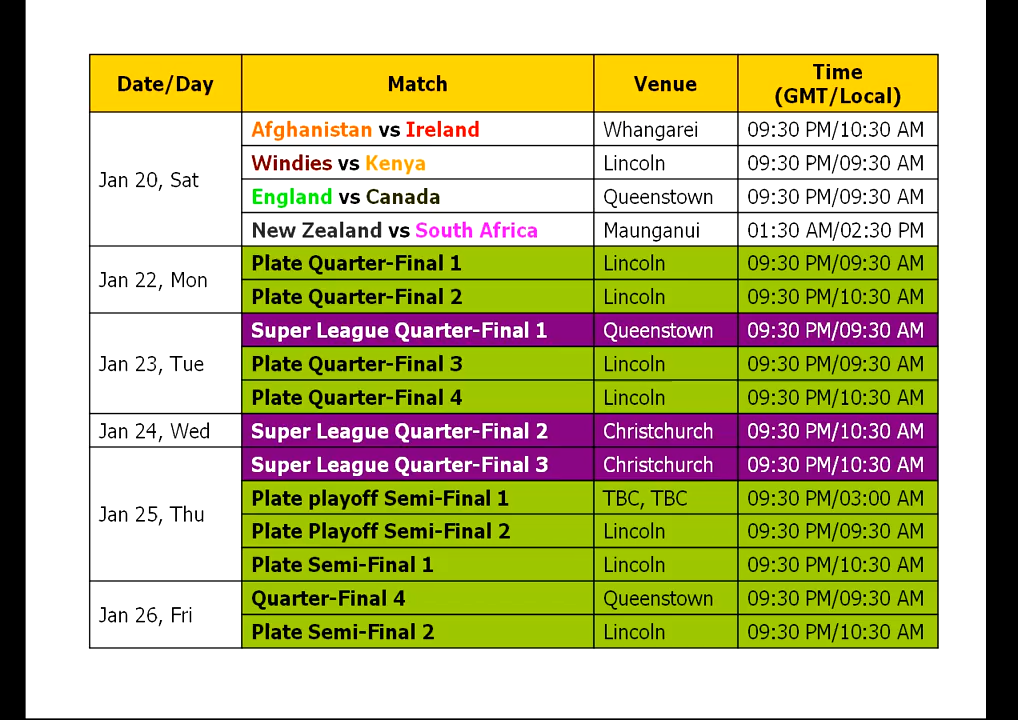 Date/Day Match Venue Time
(GMT/Local)
Jan 20, Sat
Afghanistan vs Ireland Whangarei 09:30 PM/10:30 AM
Windies vs Kenya Lincoln 09:30 PM/09:30 AM
England vs Canada Queenstown 09:30 PM/09:30 AM
New Zealand vs South Africa Maunganui 01:30 AM/02:30 PM
Jan 22, Mon
Plate Quarter-Final 1 Lincoln 09:30 PM/09:30 AM
Plate Quarter-Final 2 Lincoln 09:30 PM/10:30 AM
Jan 23, Tue
Super League Quarter-Final 1 Queenstown 09:30 PM/09:30 AM
Plate Quarter-Final 3 Lincoln 09:30 PM/09:30 AM
Plate Quarter-Final 4 Lincoln 09:30 PM/10:30 AM
Jan 24, Wed Super League Quarter-Final 2 Christchurch 09:30 PM/10:30 AM
Jan 25, Thu
Super League Quarter-Final 3 Christchurch 09:30 PM/10:30 AM
Plate playoff Semi-Final 1 TBC, TBC 09:30 PM/03:00 AM
Plate Playoff Semi-Final 2 Lincoln 09:30 PM/09:30 AM
Plate Semi-Final 1 Lincoln 09:30 PM/10:30 AM
Jan 26, Fri
Quarter-Final 4 Queenstown 09:30 PM/09:30 AM
Plate Semi-Final 2 Lincoln 09:30 PM/10:30 AM